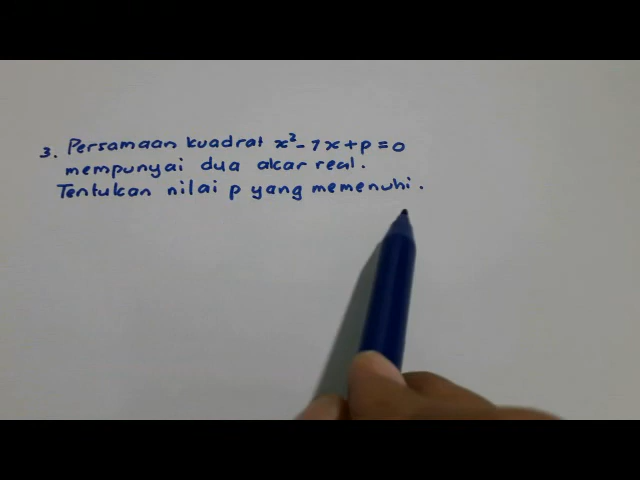 3. Persamaan kuadrat x² - 7x + p = 0
mempunyai dua akar real.
Tentukan nilai p yang memenuhi.